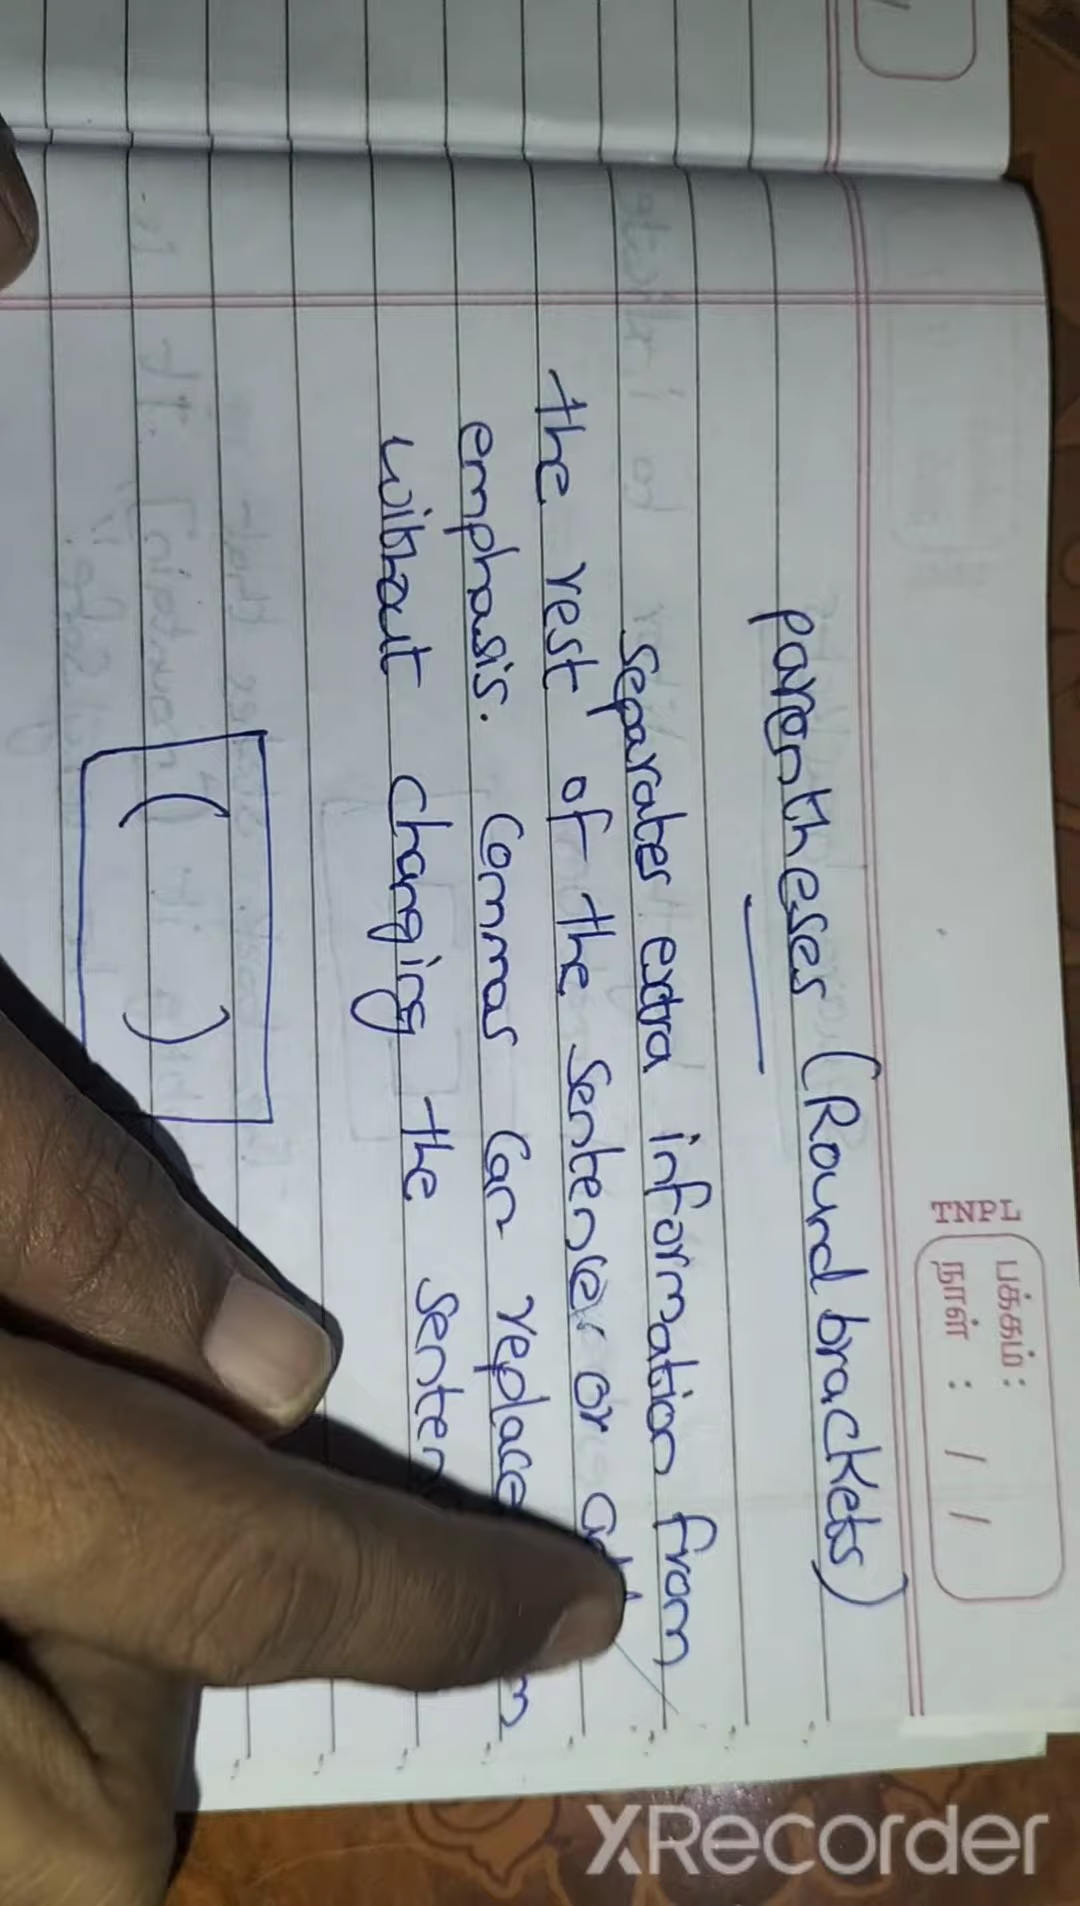 TNPL
பக்கம் :
நாள் : / /
parentheses (Round brackets)
separates extra information from
the rest of the sentence or
emphasis. Commas can replace
without changing the
( )
XRecorder